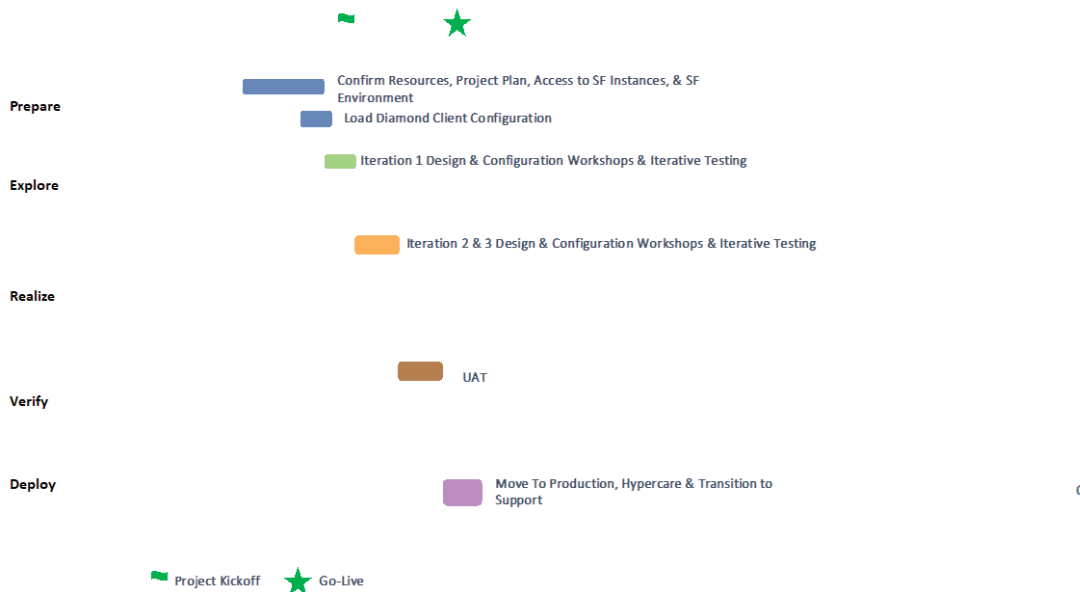 Confirm Resources, Project Plan, Access to SF Instances, & SF
Environment
Prepare
Load Diamond Client Configuration
Iteration 1 Design & Configuration Workshops & Iterative Testing
Explore
Iteration 2 & 3 Design & Configuration Workshops & Iterative Testing
Realize
UAT
Verify
Deploy
Move To Production, Hypercare & Transition to
Support
Project Kickoff
Go-Live